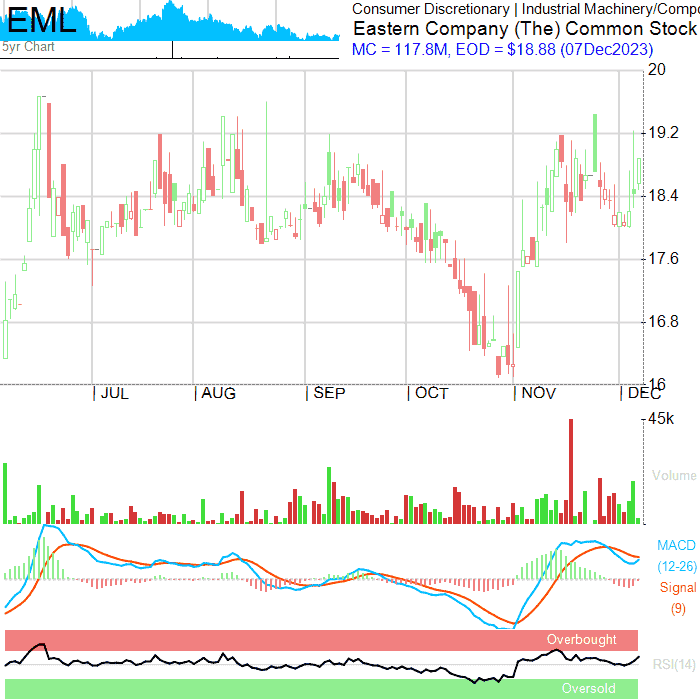 EML
5yr Chart
Consumer Discretionary | Industrial Machinery/Compo
Eastern Company (The) Common Stock
MC = 117.8M, EOD = $18.88 (07Dec2023)
20
19.2
18.4
17.6
16.8
16
| JUL | AUG | SEP | OCT | NOV | DEC
45k
Volume
MACD
(12-26)
Signal
(9)
Overbought
RSI(14)
Oversold